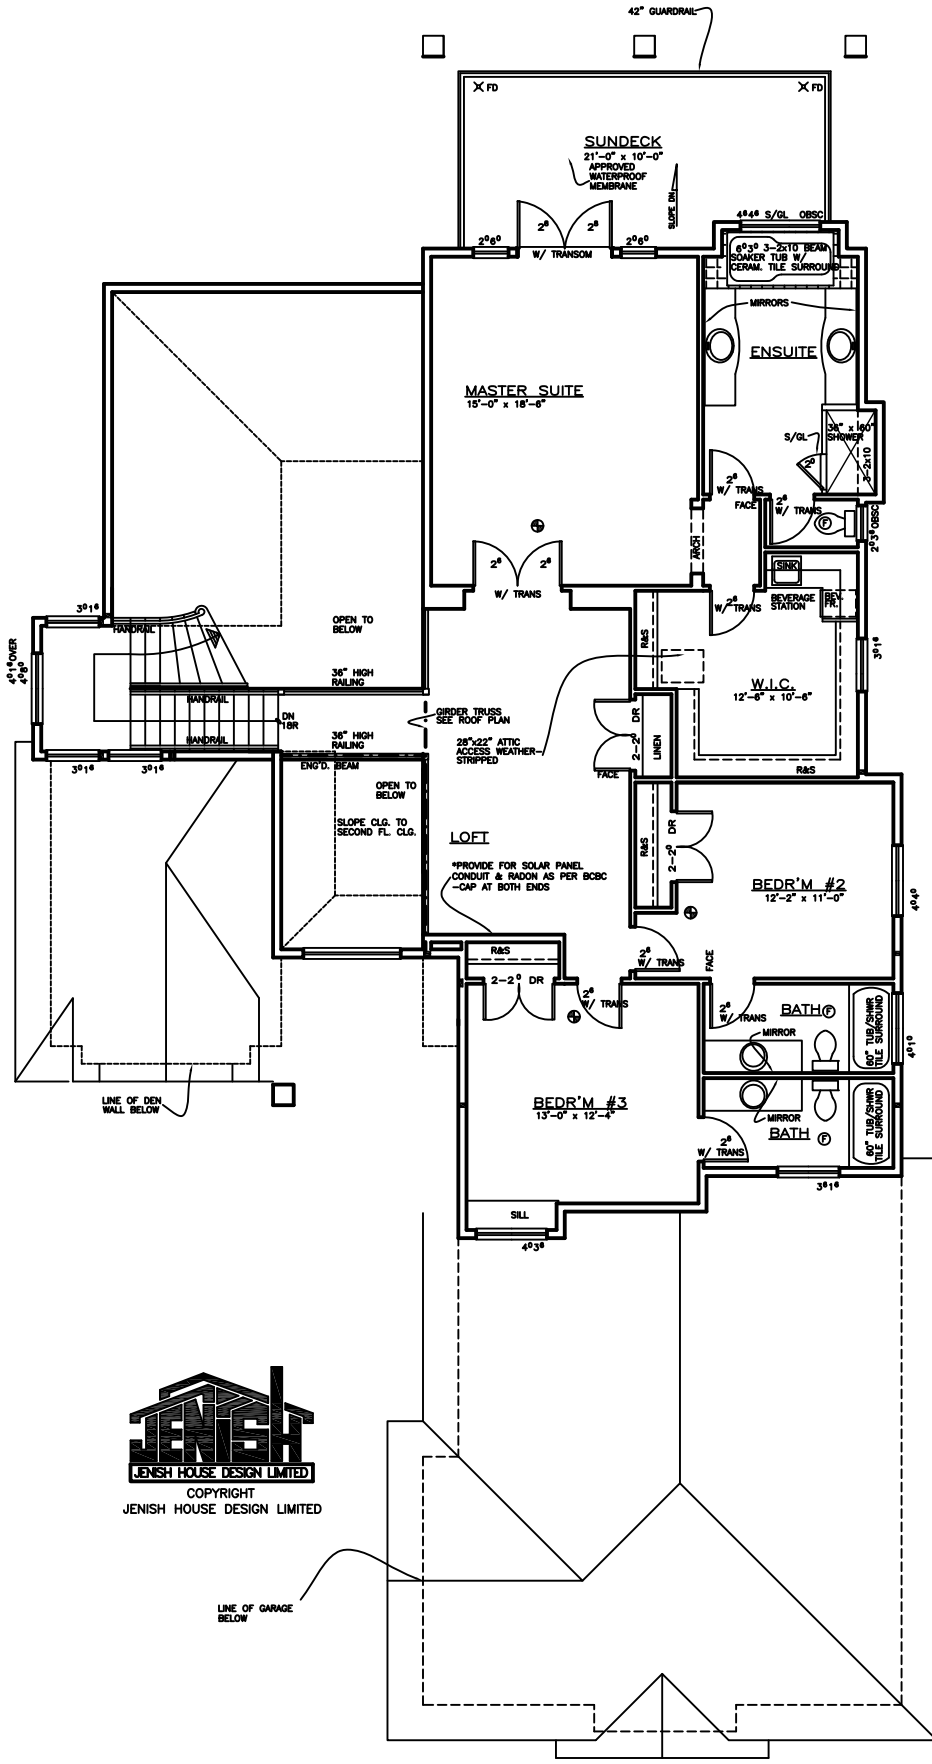 42" GUARDRAIL
FD
FD
SUNDECK
21'-0" x 10'-0"
APPROVED
WATERPROOF
MEMBRANE
SLOPE DN
4⁶4⁶ S/GL OBSC
2⁰6⁰
2⁶
2⁶
2⁰6⁰
W/ TRANSOM
6⁰3⁰ 3-2x10 BEAM
SOAKER TUB W/
CERAM. TILE SURROUND
MIRRORS
ENSUITE
MASTER SUITE
15'-0" x 18'-6"
36" x 60"
SHOWER
S/GL
2⁰
3-2x10
2⁶
W/ TRANS
FACE
2⁶
W/ TRANS
F
2⁰3⁶ OBSC
ARCH
2⁶
2⁶
W/ TRANS
SINK
BEVERAGE
STATION
BEV.
FR.
2⁶
W/TRANS
3⁰1⁶
HANDRAIL
OPEN TO
BELOW
R&S
4⁰1⁶ OVER
4⁰8⁰
36" HIGH
RAILING
W.I.C.
12'-6" x 10'-6"
3⁰1⁶
HANDRAIL
DN
18R
GIRDER TRUSS
SEE ROOF PLAN
2-2⁰ DR
HANDRAIL
36" HIGH
RAILING
28"x22" ATTIC
ACCESS WEATHER-
STRIPPED
LINEN
3⁰1⁶
3⁰1⁶
ENG'D. BEAM
FACE
R&S
OPEN TO
BELOW
SLOPE CLG. TO
SECOND FL. CLG.
LOFT
R&S
2-2⁰ DR
*PROVIDE FOR SOLAR PANEL
CONDUIT & RADON AS PER BCBC
-CAP AT BOTH ENDS
BEDR'M #2
12'-2" x 11'-0"
4⁰4⁰
R&S
2⁶
W/ TRANS
FACE
2-2⁰ DR
2⁶
W/ TRANS
2⁶
W/ TRANS
BATH
F
60" TUB/SHWR
TILE SURROUND
4⁰1⁰
MIRROR
LINE OF DEN
WALL BELOW
BEDR'M #3
13'-0" x 12'-4"
MIRROR
BATH
F
60" TUB/SHWR
TILE SURROUND
2⁶
W/ TRANS
3⁶1⁶
SILL
4⁰3⁶
JENISH
JENISH HOUSE DESIGN LIMITED
COPYRIGHT
JENISH HOUSE DESIGN LIMITED
LINE OF GARAGE
BELOW